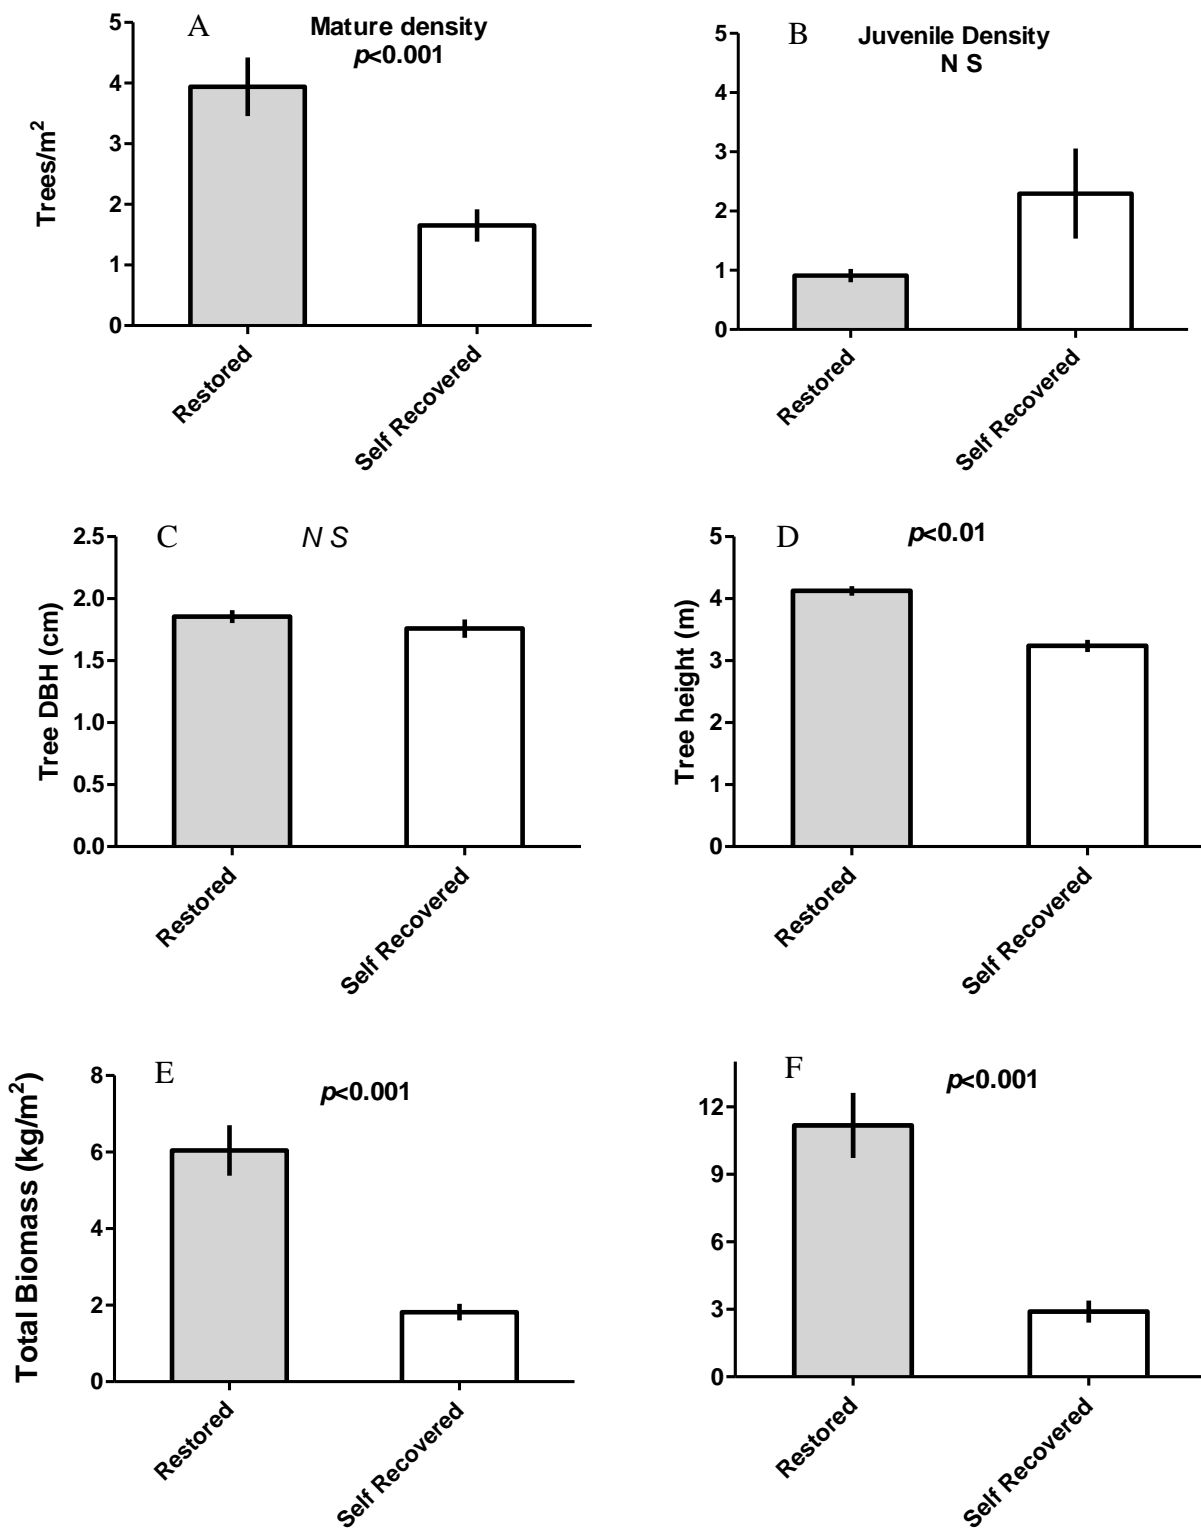 A
Mature density
p<0.001
Trees/m²
5
4
3
2
1
0
Restored
Self Recovered
B
Juvenile Density
N S
5
4
3
2
1
0
Restored
Self Recovered
C
N S
Tree DBH (cm)
2.5
2.0
1.5
1.0
0.5
0.0
Restored
Self Recovered
D
p<0.01
Tree height (m)
5
4
3
2
1
0
Restored
Self Recovered
E
p<0.001
Total Biomass (kg/m²)
8
6
4
2
0
Restored
Self Recovered
F
p<0.001
12
9
6
3
0
Restored
Self Recovered